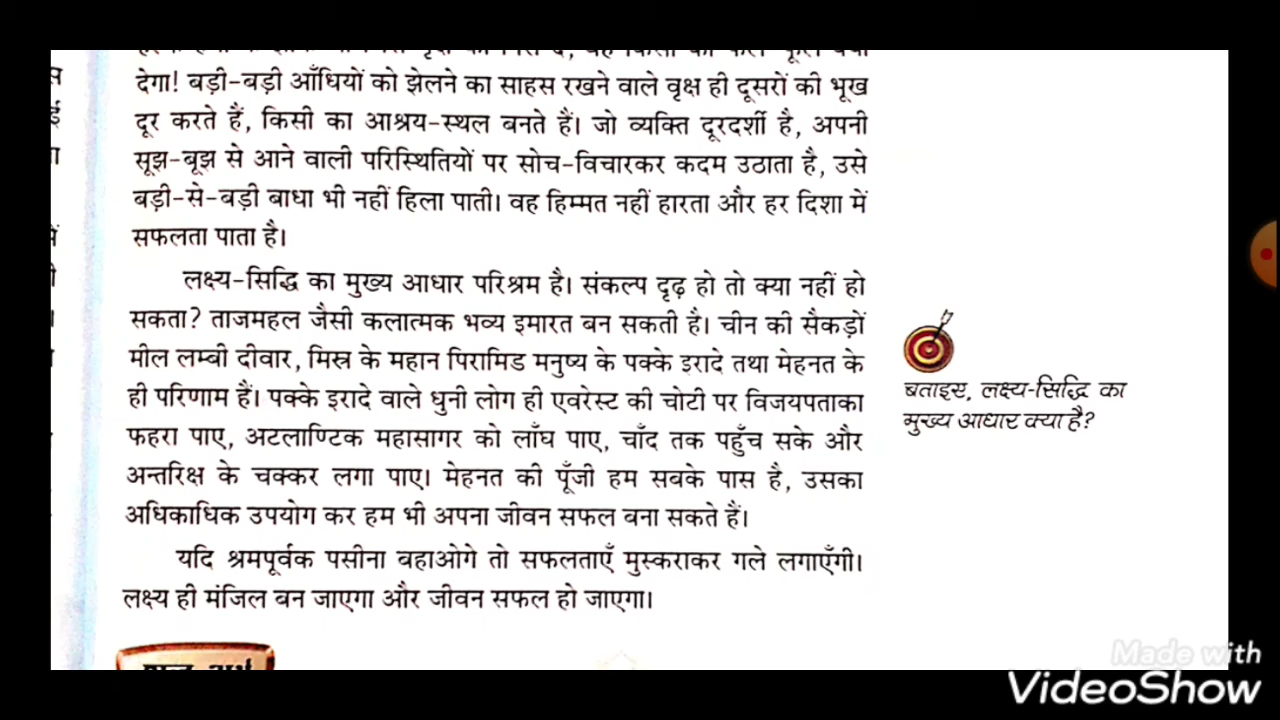 देगा! बड़ी-बड़ी आँधियों को झेलने का साहस रखने वाले वृक्ष ही दूसरों की भूख
दूर करते हैं, किसी का आश्रय-स्थल बनते हैं। जो व्यक्ति दूरदर्शी है, अपनी
सूझ-बूझ से आने वाली परिस्थितियों पर सोच-विचारकर कदम उठाता है, उसे
बड़ी-से-बड़ी बाधा भी नहीं हिला पाती। वह हिम्मत नहीं हारता और हर दिशा में
सफलता पाता है।
लक्ष्य-सिद्धि का मुख्य आधार परिश्रम है। संकल्प दृढ़ हो तो क्या नहीं हो
सकता? ताजमहल जैसी कलात्मक भव्य इमारत बन सकती है। चीन की सैकड़ों
मील लम्बी दीवार, मिस्र के महान पिरामिड मनुष्य के पक्के इरादे तथा मेहनत के
ही परिणाम हैं। पक्के इरादे वाले धुनी लोग ही एवरेस्ट की चोटी पर विजयपताका
फहरा पाए, अटलाण्टिक महासागर को लाँघ पाए, चाँद तक पहुँच सके और
अन्तरिक्ष के चक्कर लगा पाए। मेहनत की पूँजी हम सबके पास है, उसका
अधिकाधिक उपयोग कर हम भी अपना जीवन सफल बना सकते हैं।
यदि श्रमपूर्वक पसीना बहाओगे तो सफलताएँ मुस्कराकर गले लगाएँगी।
लक्ष्य ही मंजिल बन जाएगा और जीवन सफल हो जाएगा।
बताइए, लक्ष्य-सिद्धि का
मुख्य आधार क्या है?
Made with
VideoShow